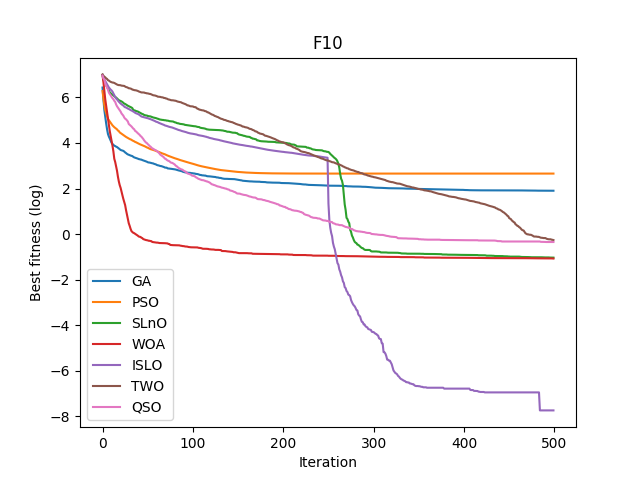 F10
Best fitness (log)
6
4
2
0
−2
−4
−6
−8
GA
PSO
SLnO
WOA
ISLO
TWO
QSO
0 100 200 300 400 500
Iteration